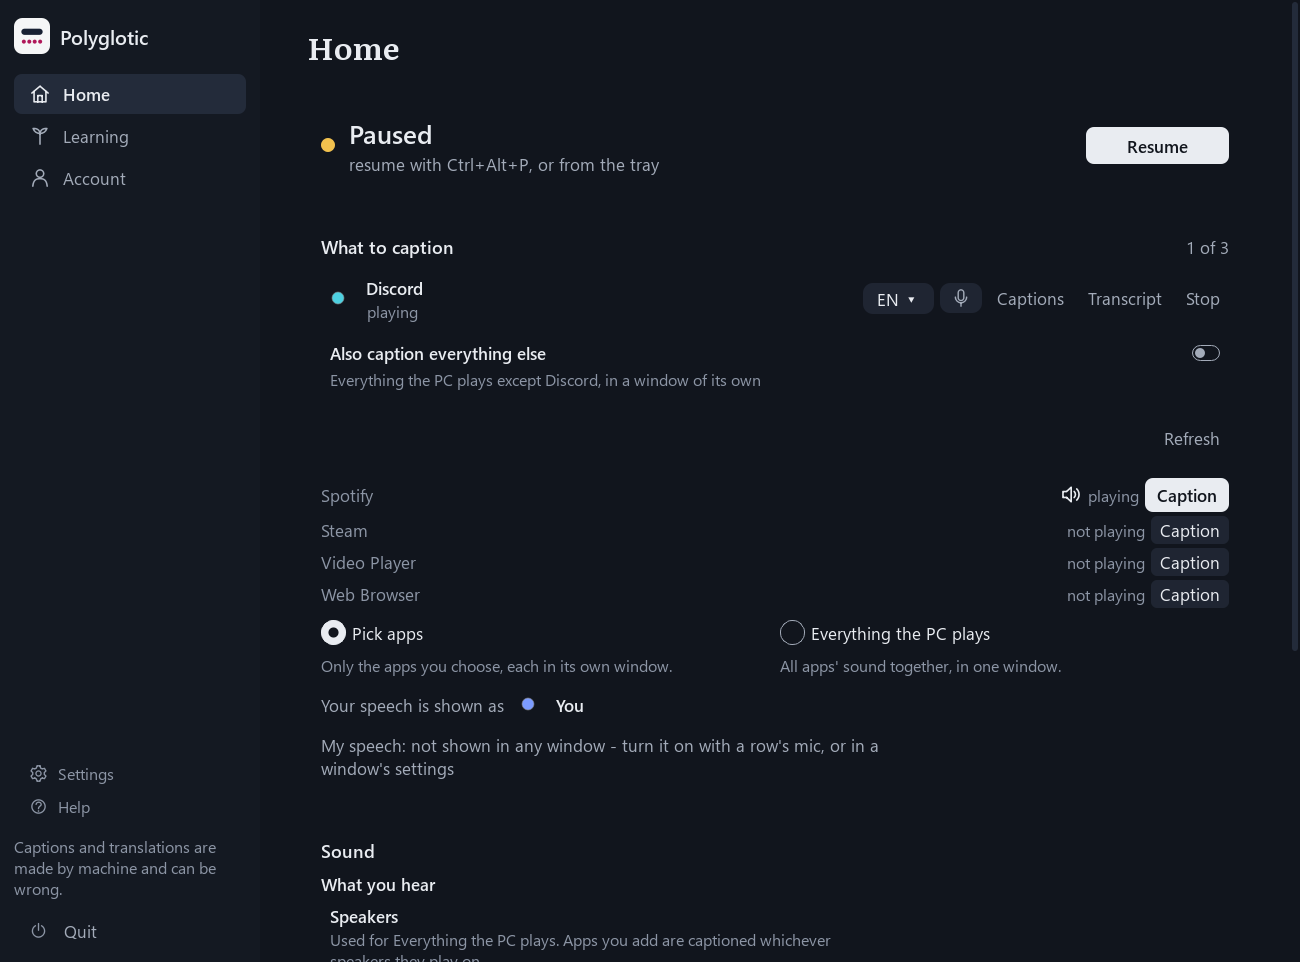 Polyglotic
Home
Learning
Account
Settings
Help
Captions and translations are
made by machine and can be
wrong.
Quit
Home
Paused
resume with Ctrl+Alt+P, or from the tray
Resume
What to caption
1 of 3
Discord
playing
EN
Captions
Transcript
Stop
Also caption everything else
Everything the PC plays except Discord, in a window of its own
Refresh
Spotify
playing
Caption
Steam
not playing
Caption
Video Player
not playing
Caption
Web Browser
not playing
Caption
Pick apps
Only the apps you choose, each in its own window.
Everything the PC plays
All apps' sound together, in one window.
Your speech is shown as
You
My speech: not shown in any window - turn it on with a row's mic, or in a
window's settings
Sound
What you hear
Speakers
Used for Everything the PC plays. Apps you add are captioned whichever
speakers they play on.